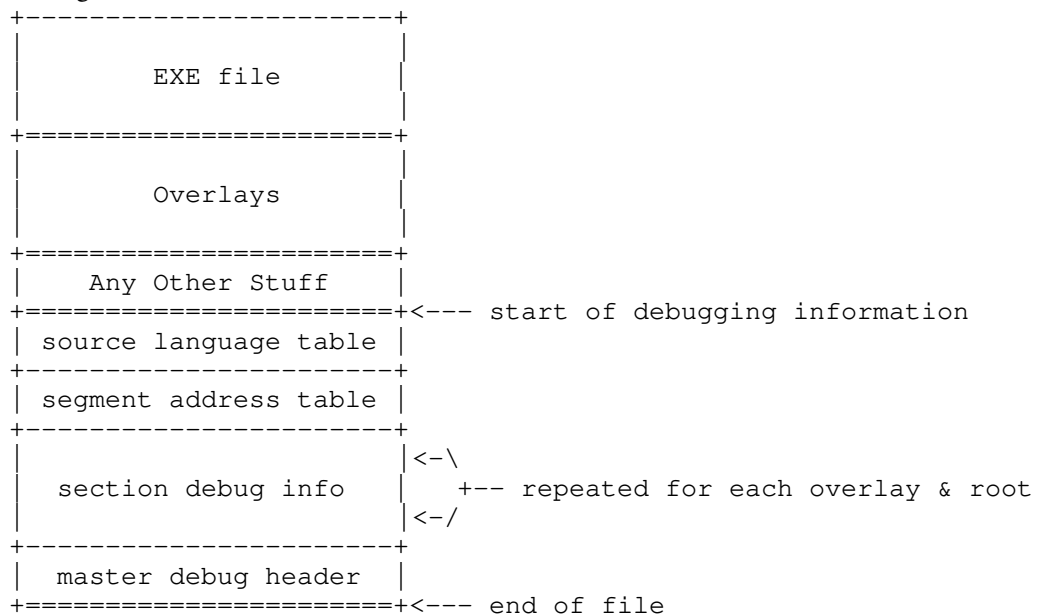 +-----------------------+
|                       |
|       EXE file        |
|                       |
+=======================+
|                       |
|       Overlays        |
|                       |
+=======================+
|    Any Other Stuff    |
+=======================+<--- start of debugging information
| source language table |
+-----------------------+
| segment address table |
+-----------------------+
|                       |<-\
|  section debug info   |   +-- repeated for each overlay & root
|                       |<-/
+-----------------------+
|  master debug header  |
+=======================+<--- end of file